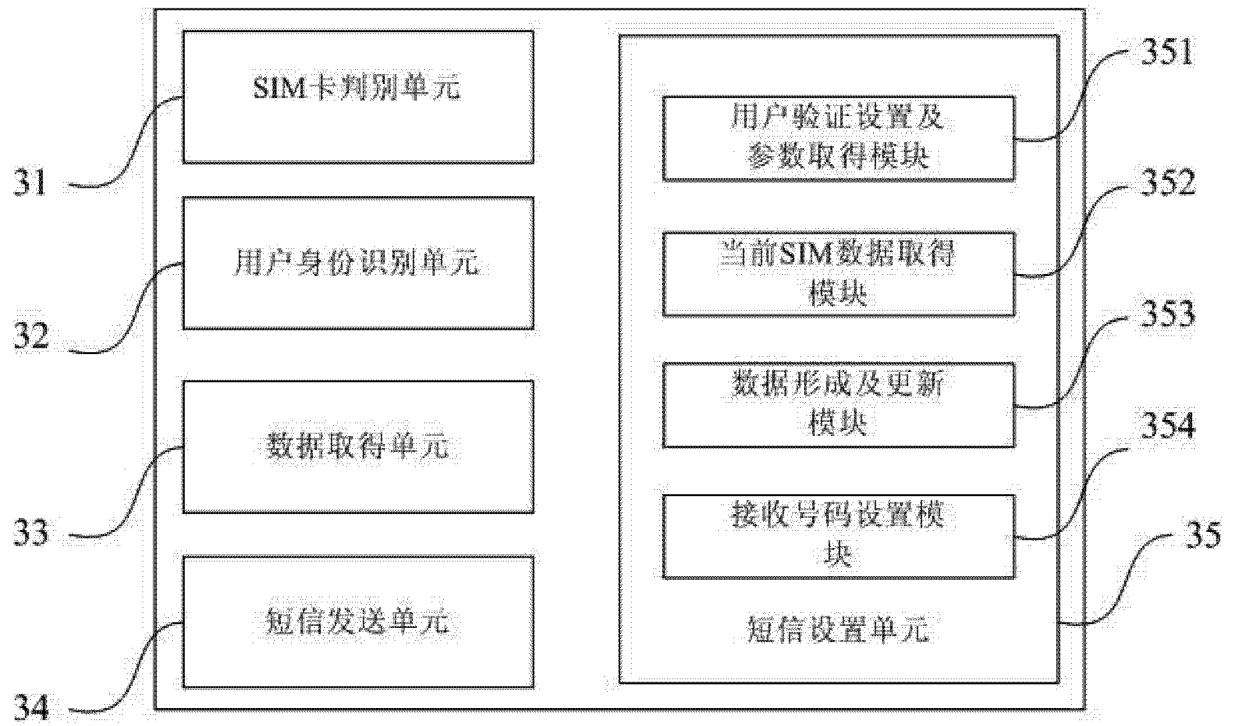 SIM卡判别单元
31
用户身份识别单元
32
数据取得单元
33
短信发送单元
34
用户验证设置及
参数取得模块
351
当前SIM数据取得
模块
352
数据形成及更新
模块
353
接收号码设置模
块
354
短信设置单元
35